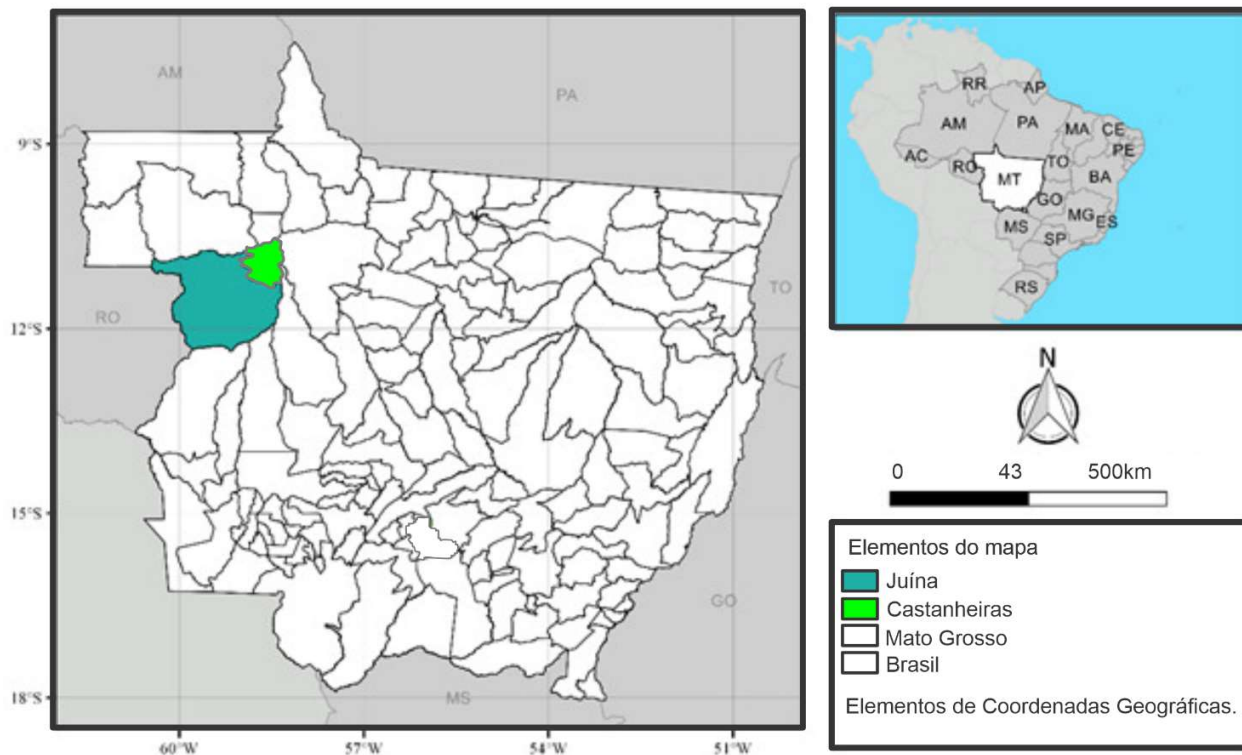 AM
PA
9°S
12°S
15°S
18°S
RO
TO
GO
MS
60°W
57°W
54°W
51°W
RR
AP
AM
PA
MA
CE
PE
AC
RO
TO
MT
BA
GO
MG
ES
MS
SP
RS
N
0 43 500km
Elementos do mapa
Juína
Castanheiras
Mato Grosso
Brasil
Elementos de Coordenadas Geográficas.